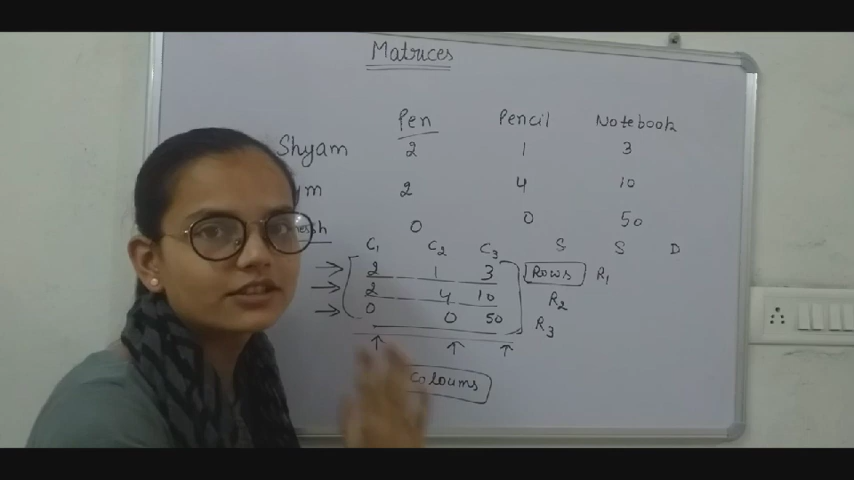 Matrices
Pen Pencil Notebook
Shyam 2 1 3
2 4 10
0 0 50
C1 C2 C3 S S D
2 1 3 Rows R1
2 4 10 R2
0 0 50 R3
Coloums